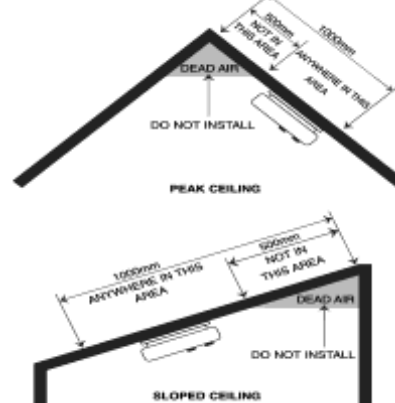 500mm
NOT IN
THIS AREA
1000mm
ANYWHERE IN THIS
AREA
DEAD AIR
DO NOT INSTALL
PEAK CEILING
1000mm
ANYWHERE IN THIS
AREA
500mm
NOT IN
THIS AREA
DEAD AIR
DO NOT INSTALL
SLOPED CEILING